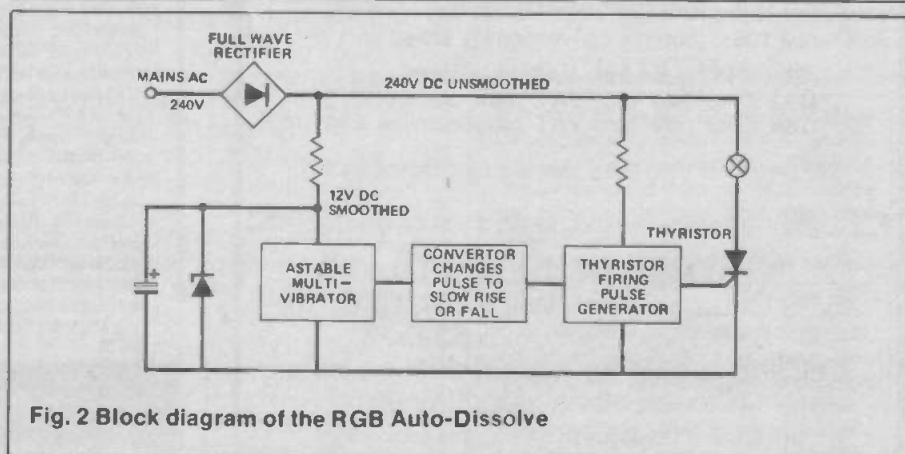 FULL WAVE
RECTIFIER
MAINS AC
240V
240V DC UNSMOOTHED
12V DC
SMOOTHED
THYRISTOR
+
ASTABLE
MULTI-
VIBRATOR
CONVERTOR
CHANGES
PULSE TO
SLOW RISE
OR FALL
THYRISTOR
FIRING
PULSE
GENERATOR
Fig. 2 Block diagram of the RGB Auto-Dissolve